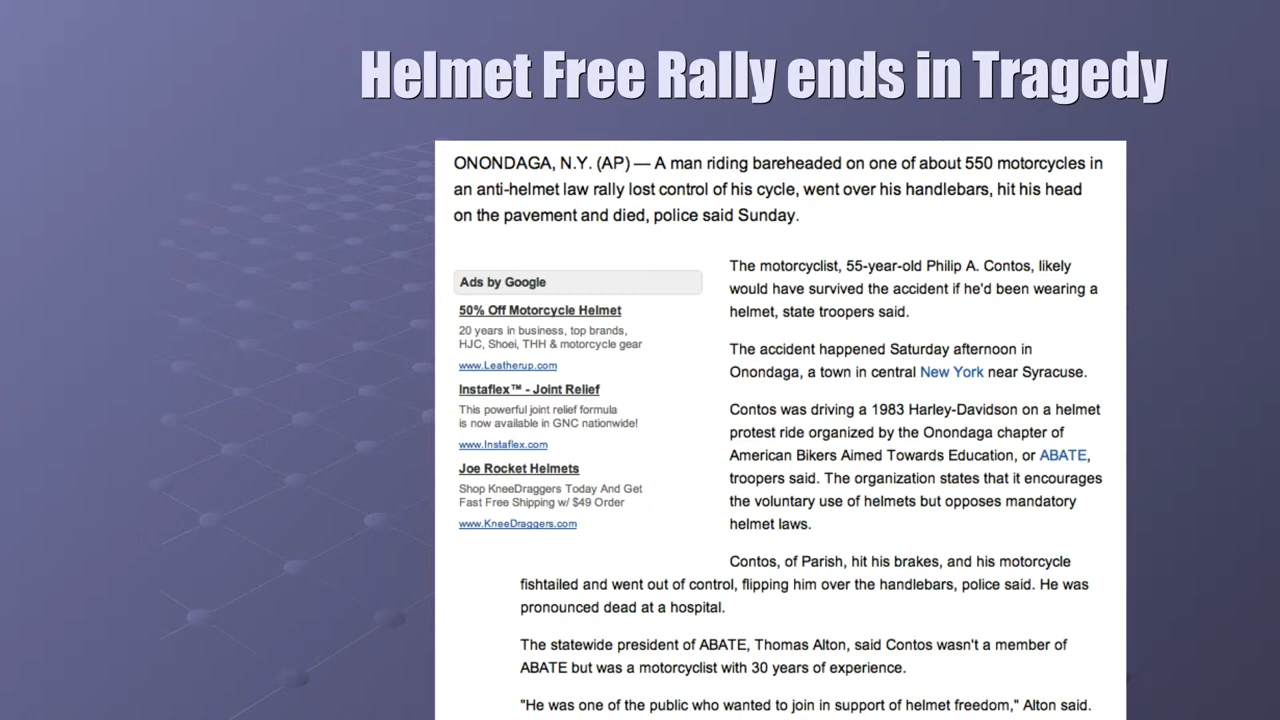 Helmet Free Rally ends in Tragedy
ONONDAGA, N.Y. (AP) — A man riding bareheaded on one of about 550 motorcycles in
an anti-helmet law rally lost control of his cycle, went over his handlebars, hit his head
on the pavement and died, police said Sunday.
Ads by Google
50% Off Motorcycle Helmet
20 years in business, top brands,
HJC, Shoei, THH & motorcycle gear
www.Leatherup.com
Instaflex™ - Joint Relief
This powerful joint relief formula
is now available in GNC nationwide!
www.Instaflex.com
Joe Rocket Helmets
Shop KneeDraggers Today And Get
Fast Free Shipping w/ $49 Order
www.KneeDraggers.com
The motorcyclist, 55-year-old Philip A. Contos, likely
would have survived the accident if he'd been wearing a
helmet, state troopers said.
The accident happened Saturday afternoon in
Onondaga, a town in central New York near Syracuse.
Contos was driving a 1983 Harley-Davidson on a helmet
protest ride organized by the Onondaga chapter of
American Bikers Aimed Towards Education, or ABATE,
troopers said. The organization states that it encourages
the voluntary use of helmets but opposes mandatory
helmet laws.
Contos, of Parish, hit his brakes, and his motorcycle
fishtailed and went out of control, flipping him over the handlebars, police said. He was
pronounced dead at a hospital.
The statewide president of ABATE, Thomas Alton, said Contos wasn't a member of
ABATE but was a motorcyclist with 30 years of experience.
"He was one of the public who wanted to join in support of helmet freedom," Alton said.